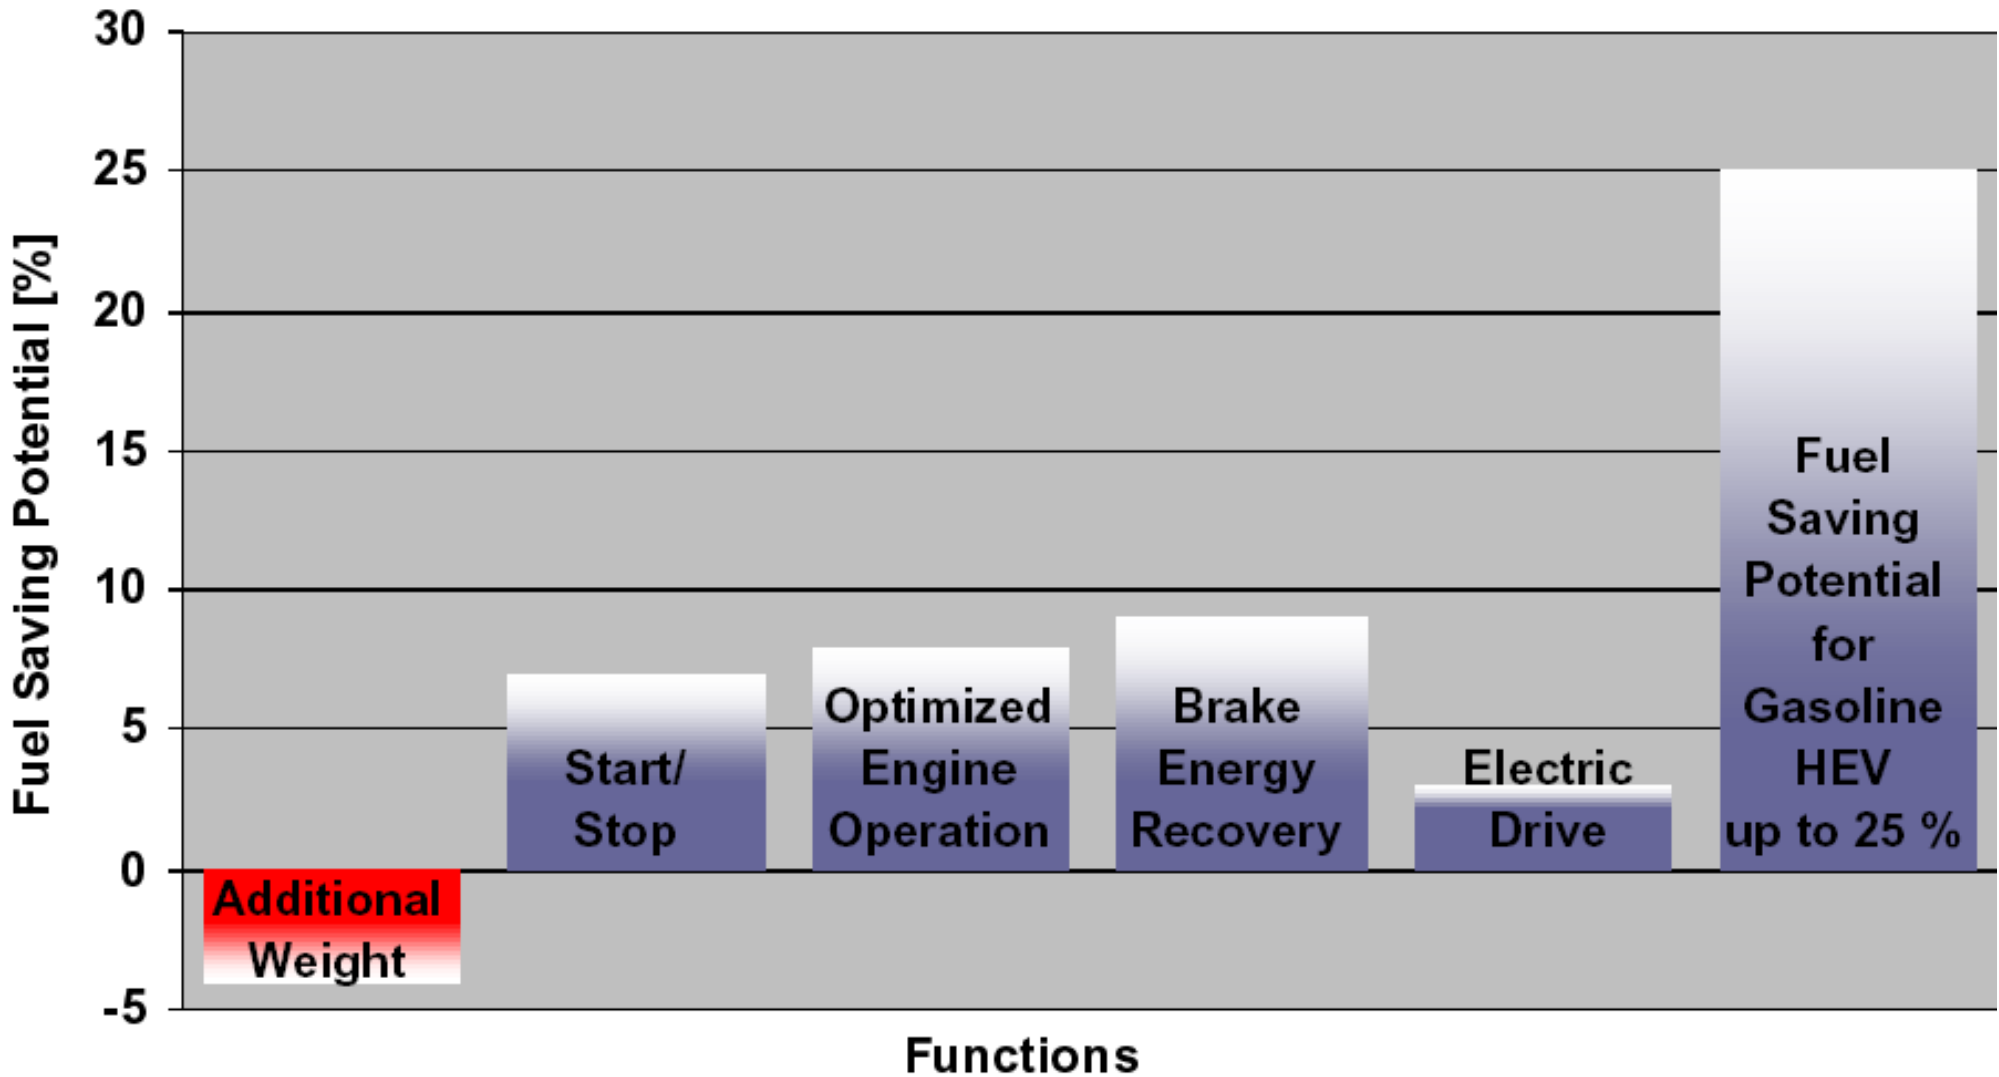 Fuel Saving Potential [%]
30
25
20
15
10
5
0
-5
Additional
Weight
Start/
Stop
Optimized
Engine
Operation
Brake
Energy
Recovery
Electric
Drive
Fuel
Saving
Potential
for
Gasoline
HEV
up to 25 %
Functions